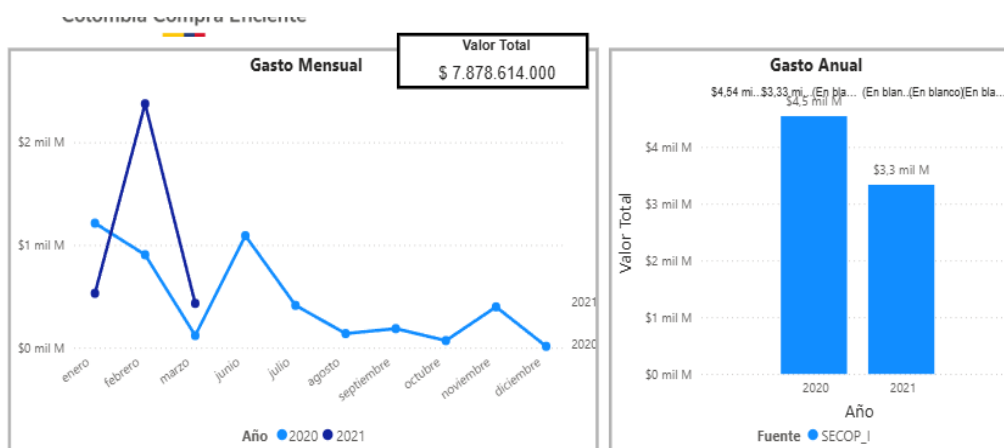 Colombia Compra Eficiente
Valor Total
$ 7.878.614.000
Gasto Mensual
$2 mil M
$1 mil M
$0 mil M
2021
2020
enero
febrero
marzo
junio
julio
agosto
septiembre
octubre
noviembre
diciembre
Año 2020 2021
Gasto Anual
$4,54 mi... $3,33 mi... (En bla... (En blan... (En blanco) (En bla...
$4,5 mil M
$3,3 mil M
$4 mil M
$3 mil M
$2 mil M
$1 mil M
$0 mil M
Valor Total
2020 2021
Año
Fuente SECOP_I